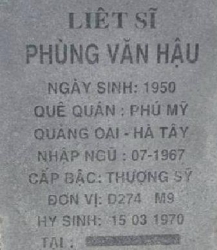 LIỆT SĨ
PHÙNG VĂN HẬU
NGÀY SINH: 1950
QUÊ QUÁN : PHÚ MỸ
QUẢNG OAI - HÀ TÂY
NHẬP NGŨ : 07-1967
CẤP BẬC: THƯỢNG SỸ
ĐƠN VỊ: D274 M9
HY SINH: 15 03 1970
TẠI :